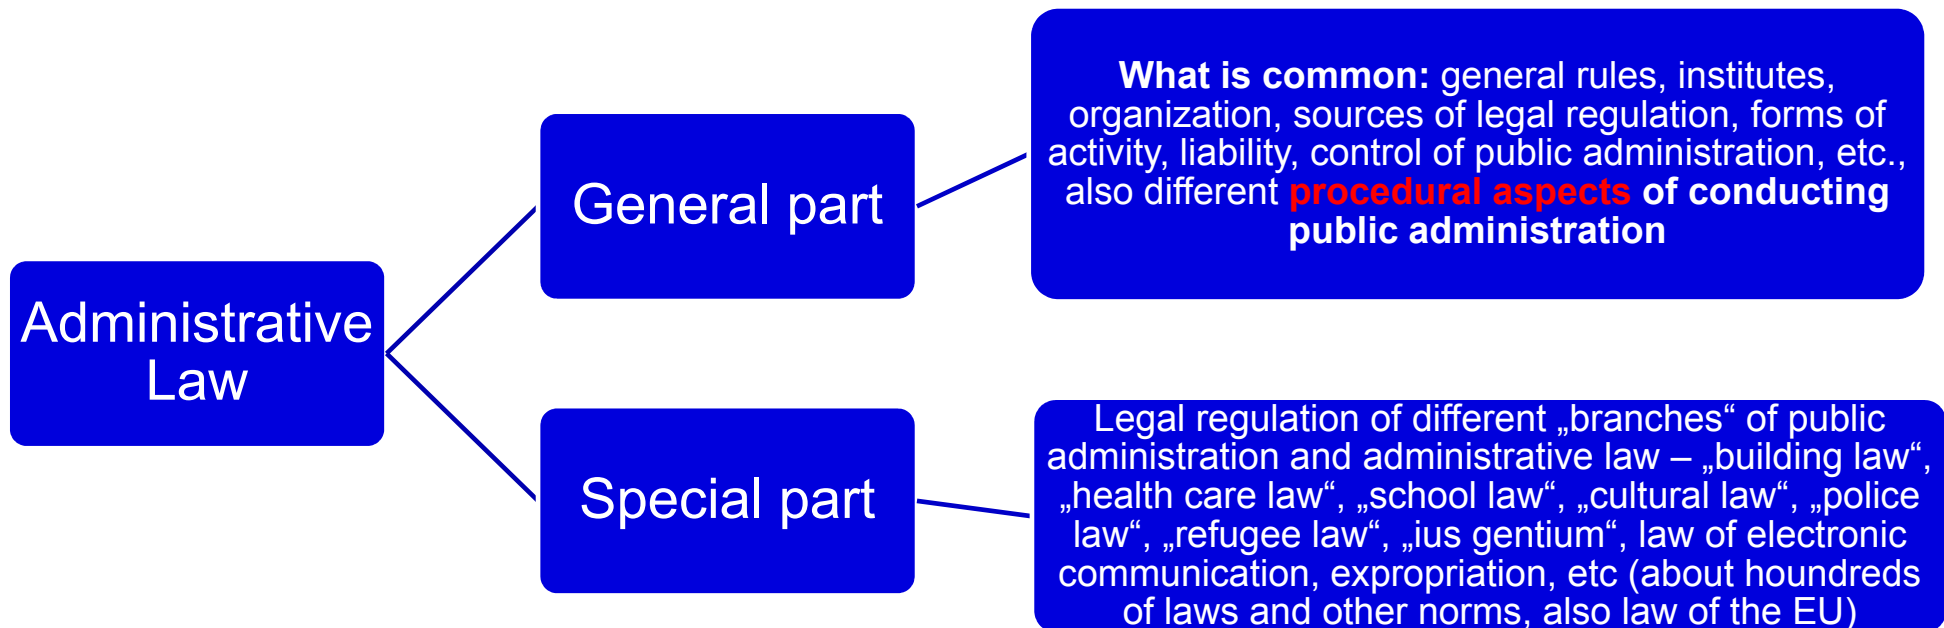 Administrative
Law
General part
What is common: general rules, institutes,
organization, sources of legal regulation, forms of
activity, liability, control of public administration, etc.,
also different procedural aspects of conducting
public administration
Special part
Legal regulation of different „branches“ of public
administration and administrative law – „building law“,
„health care law“, „school law“, „cultural law“, „police
law“, „refugee law“, „ius gentium“, law of electronic
communication, expropriation, etc (about houndreds
of laws and other norms, also law of the EU)